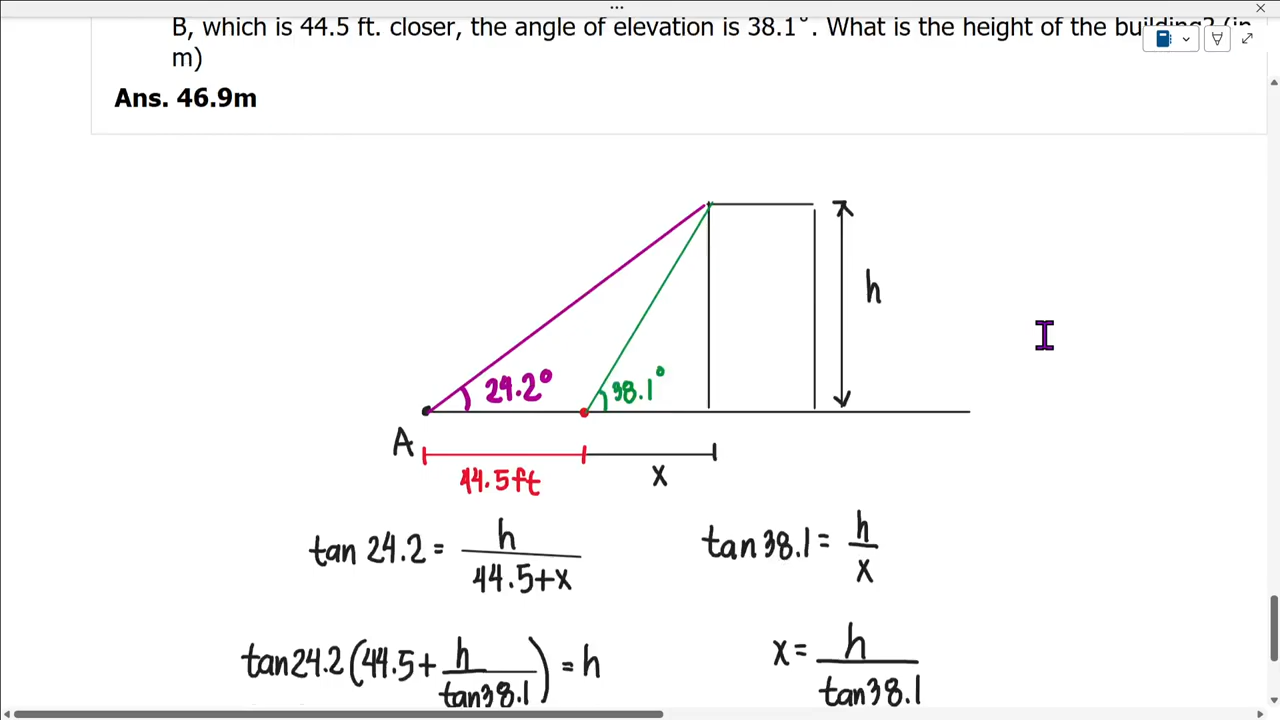 B, which is 44.5 ft. closer, the angle of elevation is 38.1°. What is the height of the building? (in
m)
Ans. 46.9m
h
24.2°
38.1°
A
44.5ft
x
tan 24.2 = h / 44.5+x
tan38.1 = h / x
tan24.2(44.5 + h / tan38.1) = h
x = h / tan38.1